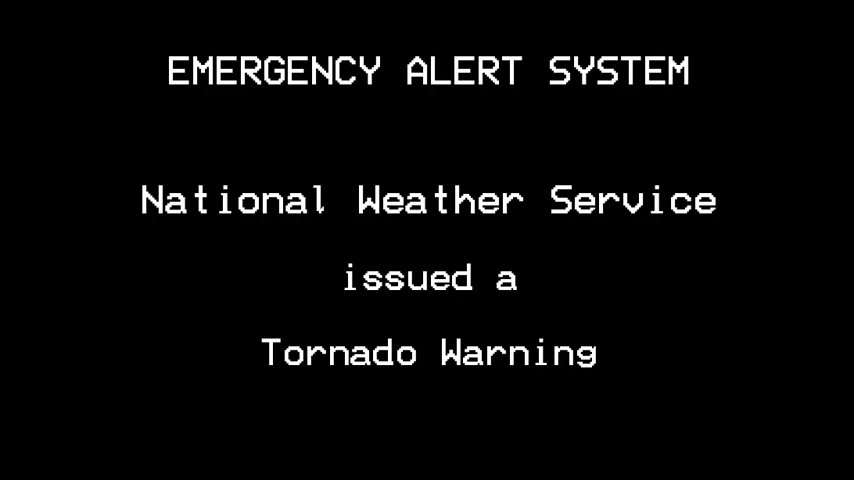 EMERGENCY ALERT SYSTEM
National Weather Service
issued a
Tornado Warning